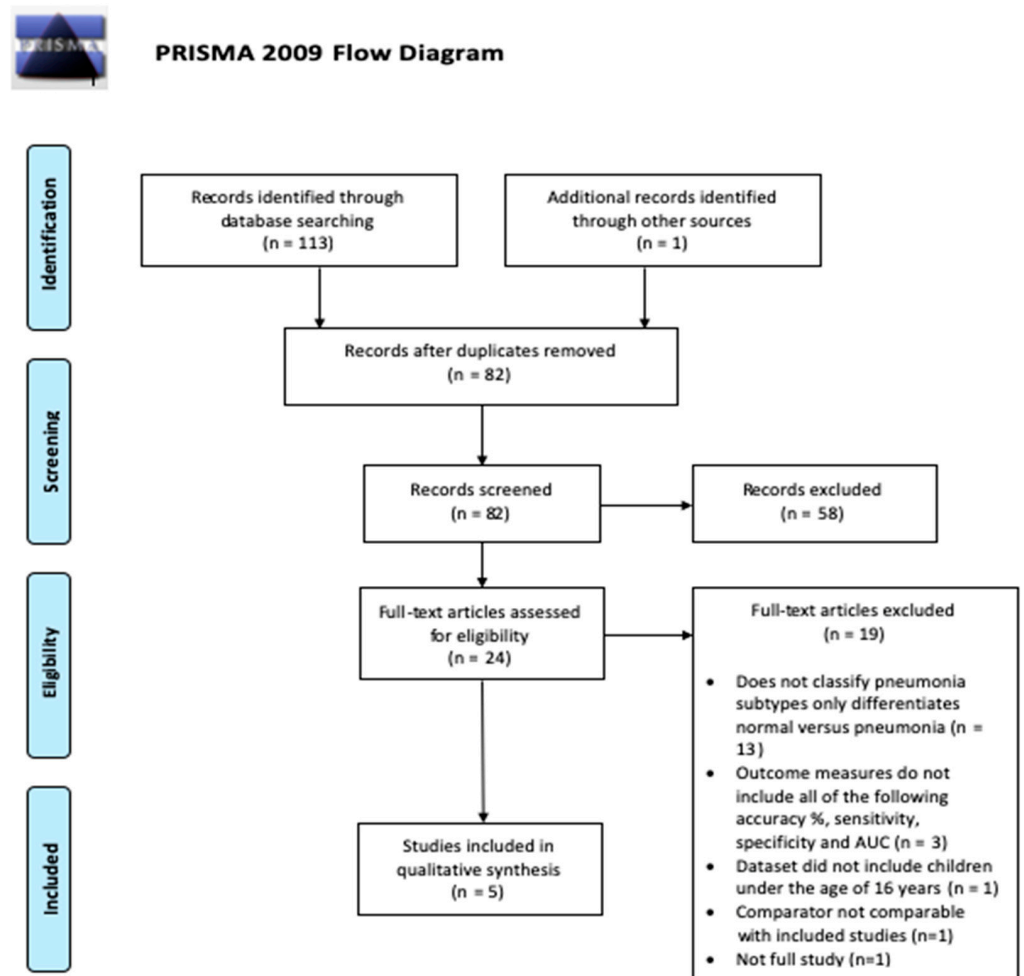 PRISMA
PRISMA 2009 Flow Diagram
Identification
Records identified through
database searching
(n = 113)
Additional records identified
through other sources
(n = 1)
Records after duplicates removed
(n = 82)
Screening
Records screened
(n = 82)
Records excluded
(n = 58)
Eligibility
Full-text articles assessed
for eligibility
(n = 24)
Full-text articles excluded
(n = 19)
• Does not classify pneumonia
subtypes only differentiates
normal versus pneumonia (n =
13)
• Outcome measures do not
include all of the following
accuracy %, sensitivity,
specificity and AUC (n = 3)
• Dataset did not include children
under the age of 16 years (n = 1)
• Comparator not comparable
with included studies (n=1)
• Not full study (n=1)
Included
Studies included in
qualitative synthesis
(n = 5)